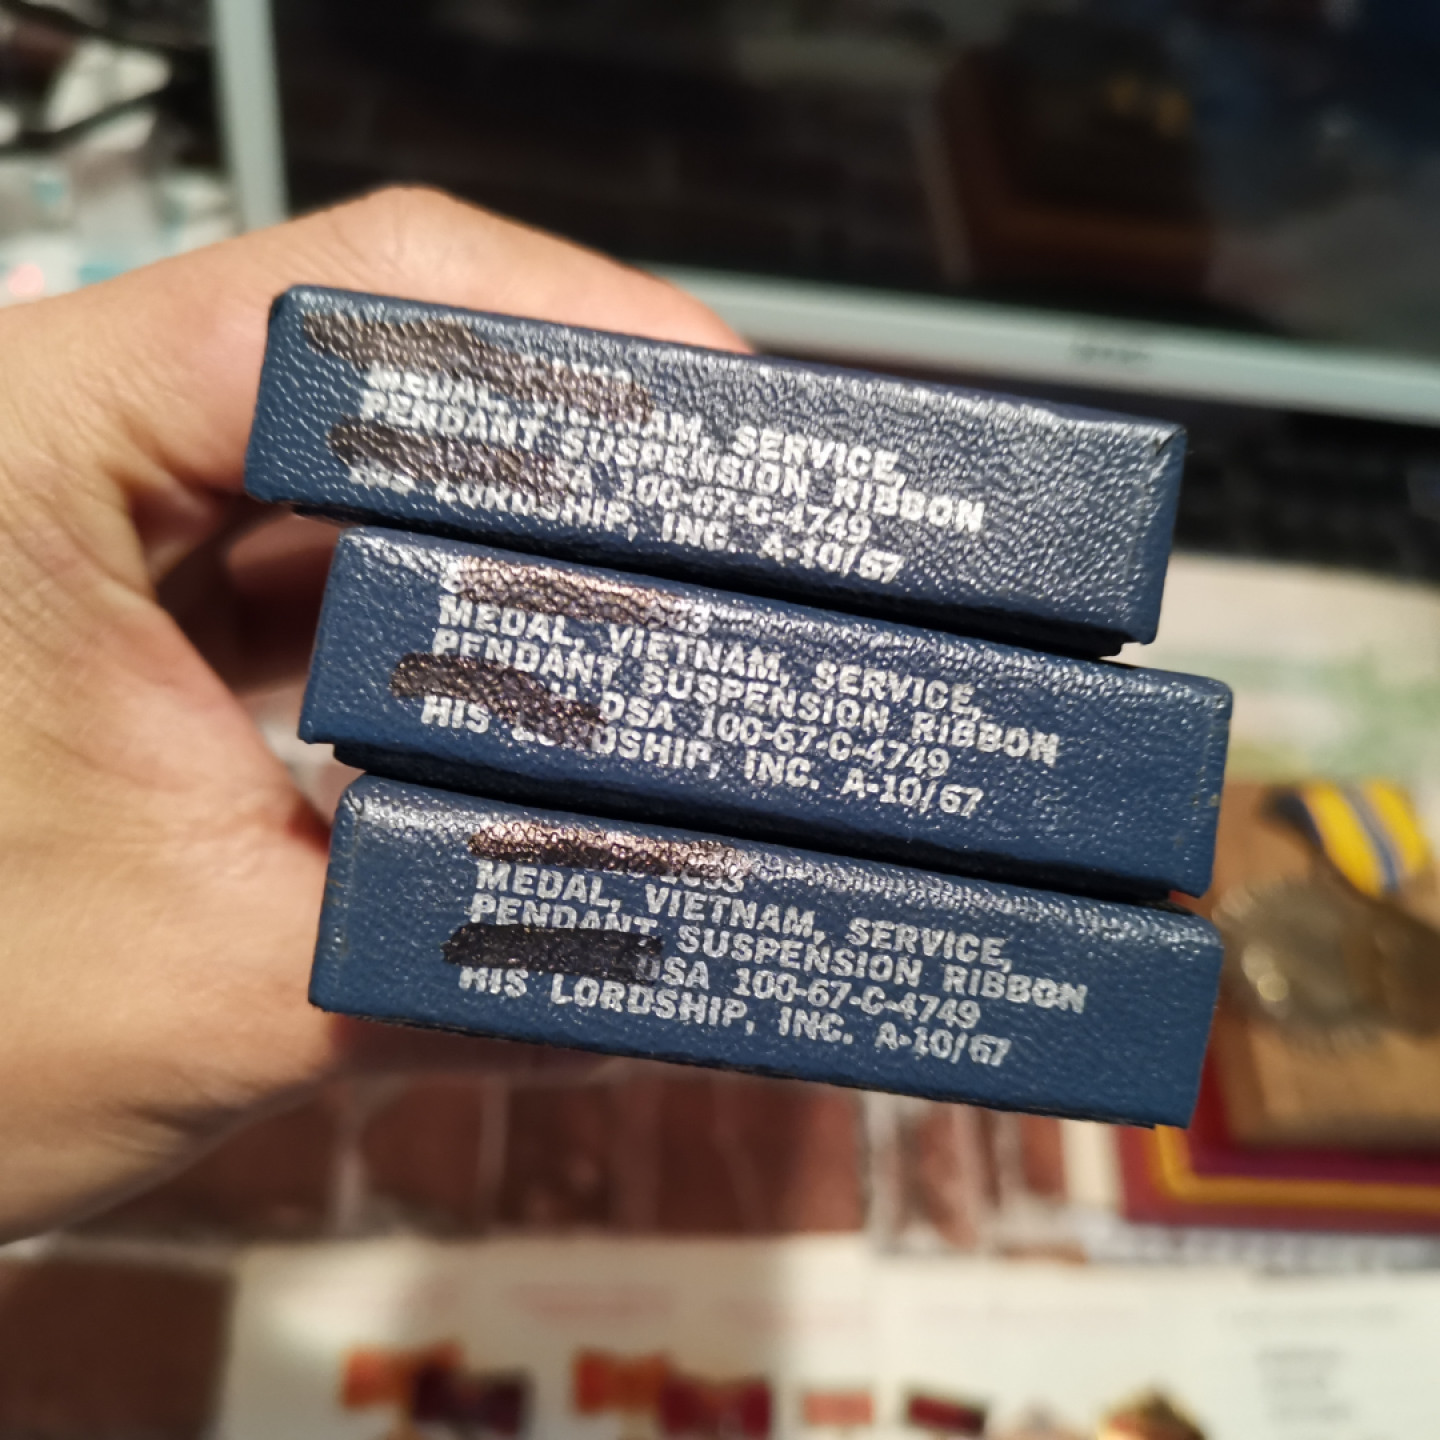 MEDAL, VIETNAM, SERVICE,
PENDANT SUSPENSION RIBBON
100-67-C-4749
LORDSHIP, INC. A-10/67
MEDAL, VIETNAM, SERVICE,
PENDANT SUSPENSION RIBBON
DSA 100-67-C-4749
HIS LORDSHIP, INC. A-10/67
MEDAL, VIETNAM, SERVICE,
PENDANT SUSPENSION RIBBON
DSA 100-67-C-4749
HIS LORDSHIP, INC. A-10/67